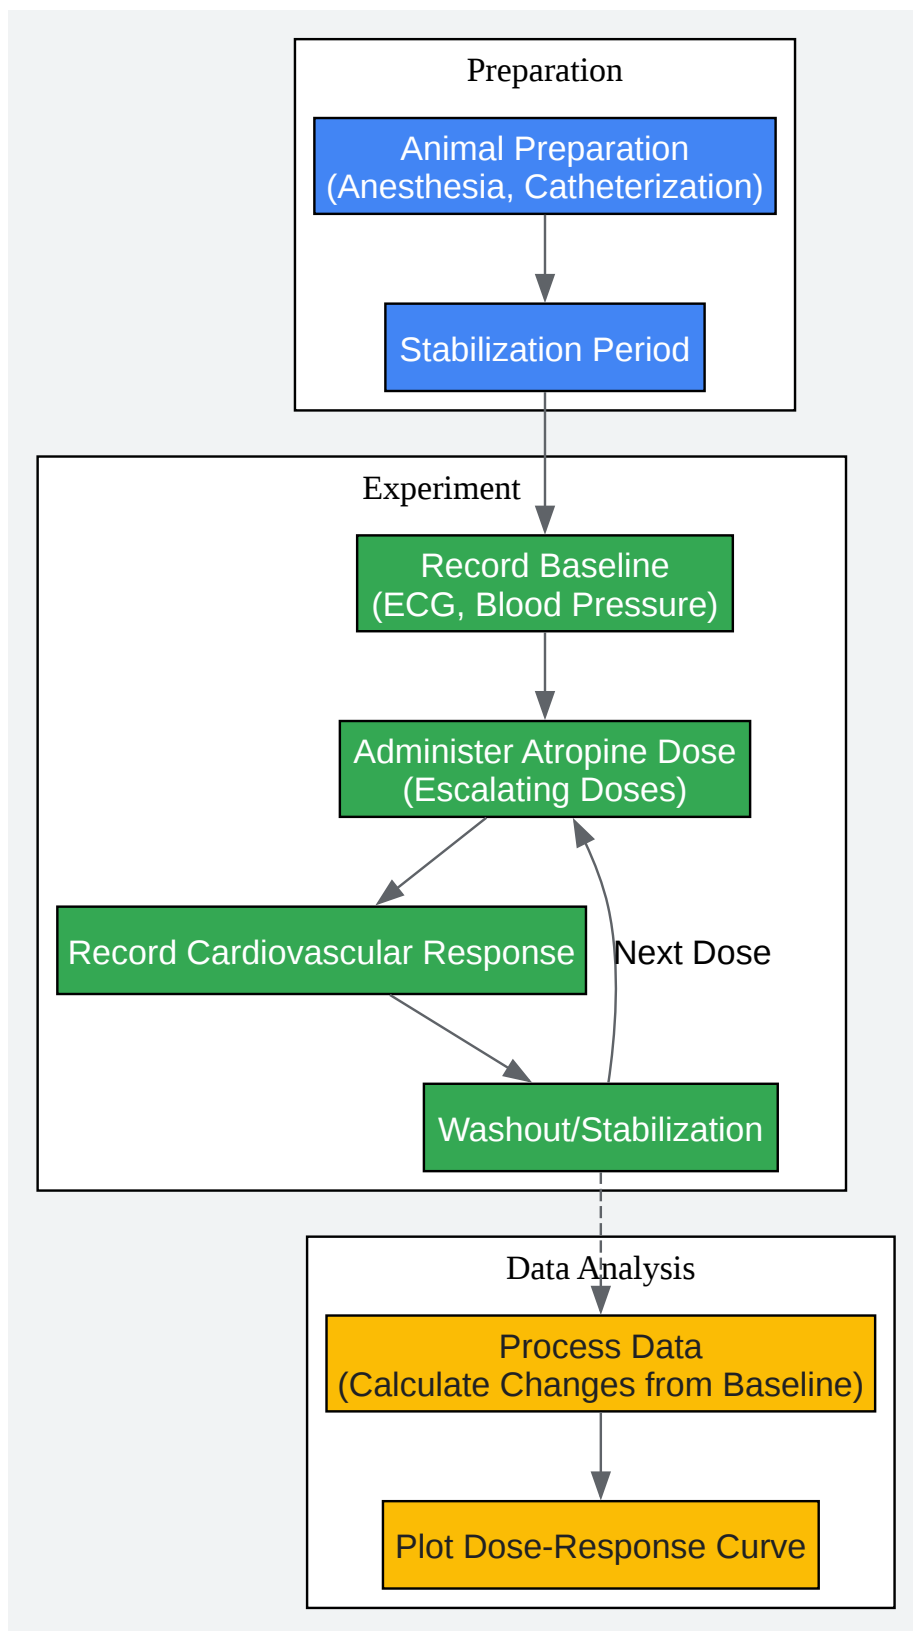 Preparation
Animal Preparation
(Anesthesia, Catheterization)
Stabilization Period
Experiment
Record Baseline
(ECG, Blood Pressure)
Administer Atropine Dose
(Escalating Doses)
Record Cardiovascular Response
Next Dose
Washout/Stabilization
Data Analysis
Process Data
(Calculate Changes from Baseline)
Plot Dose-Response Curve